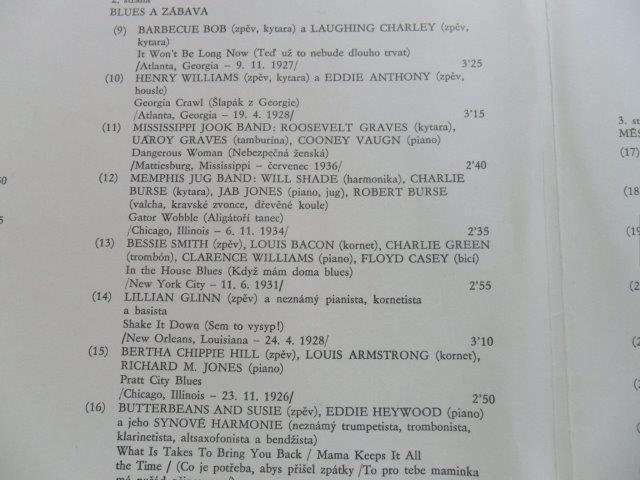 2. strana
BLUES A ZÁBAVA
(9) BARBECUE BOB (zpěv, kytara) a LAUGHING CHARLEY (zpěv,
kytara)
It Won't Be Long Now (Teď už to nebude dlouho trvat)
/Atlanta, Georgia – 9. 11. 1927/ 3'25
(10) HENRY WILLIAMS (zpěv, kytara) a EDDIE ANTHONY (zpěv,
housle)
Georgia Crawl (Šlapák z Georgie)
/Atlanta, Georgia – 19. 4. 1928/ 3'15
(11) MISSISSIPPI JOOK BAND: ROOSEVELT GRAVES (kytara),
UAROY GRAVES (tamburína), COONEY VAUGN (piano)
Dangerous Woman (Nebezpečná ženská)
/Mattiesburg, Mississippi – červenec 1936/ 2'40
(12) MEMPHIS JUG BAND: WILL SHADE (harmonika), CHARLIE
BURSE (kytara), JAB JONES (piano, jug), ROBERT BURSE
(valcha, kravské zvonce, dřevěné koule)
Gator Wobble (Aligátoří tanec)
/Chicago, Illinois – 6. 11. 1934/ 2'35
(13) BESSIE SMITH (zpěv), LOUIS BACON (kornet), CHARLIE GREEN
(trombón), CLARENCE WILLIAMS (piano), FLOYD CASEY (bicí)
In the House Blues (Když mám doma blues)
/New York City – 11. 6. 1931/ 2'55
(14) LILLIAN GLINN (zpěv) a neznámý pianista, kornetista
a basista
Shake It Down (Sem to vysyp!)
/New Orleans, Louisiana – 24. 4. 1928/ 3'10
(15) BERTHA CHIPPIE HILL (zpěv), LOUIS ARMSTRONG (kornet),
RICHARD M. JONES (piano)
Pratt City Blues
/Chicago, Illinois – 23. 11. 1926/ 2'50
(16) BUTTERBEANS AND SUSIE (zpěv), EDDIE HEYWOOD (piano)
a jeho SYNOVÉ HARMONIE (neznámý trumpetista, trombonista,
klarinetista, altsaxofonista a bendžista)
What Is Takes To Bring You Back / Mama Keeps It All
the Time / (Co je potřeba, abys přišel zpátky /To pro tebe maminka
3. st
MĚS
(17)
(18
(19
(2
(